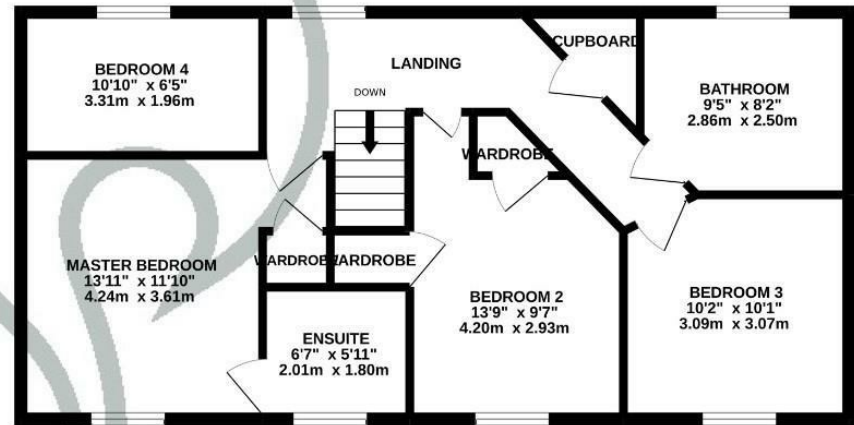 BEDROOM 4
10'10" x 6'5"
3.31m x 1.96m
LANDING
DOWN
CUPBOARD
BATHROOM
9'5" x 8'2"
2.86m x 2.50m
WARDROBE
MASTER BEDROOM
13'11" x 11'10"
4.24m x 3.61m
WARDROBE
WARDROBE
BEDROOM 2
13'9" x 9'7"
4.20m x 2.93m
BEDROOM 3
10'2" x 10'1"
3.09m x 3.07m
ENSUITE
6'7" x 5'11"
2.01m x 1.80m